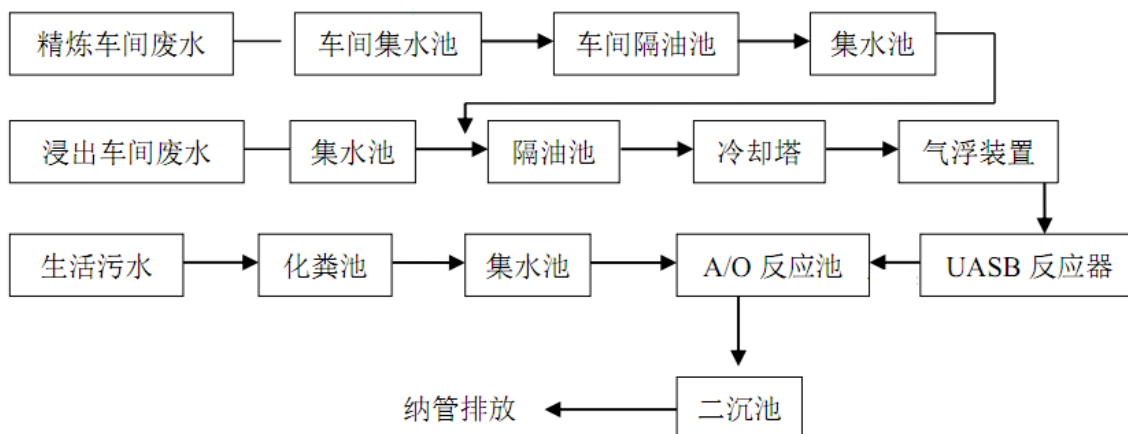 精炼车间废水 车间集水池 车间隔油池 集水池
浸出车间废水 集水池 隔油池 冷却塔 气浮装置
生活污水 化粪池 集水池 A/O 反应池 UASB 反应器
纳管排放 二沉池